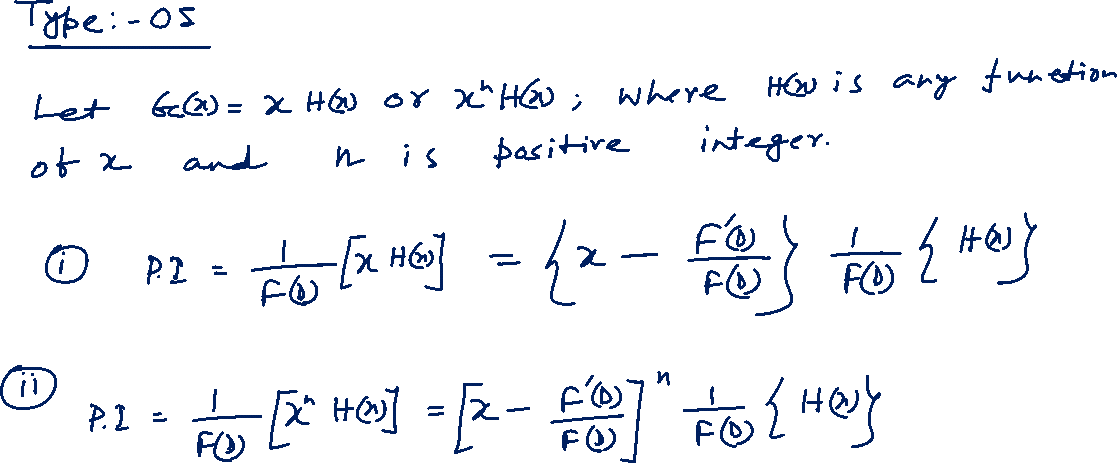 Type:-05
Let G(x) = x H(x) or xⁿ H(x) ; where H(x) is any function
of x and n is positive integer.
(i) P.I = 1/F(D) [x H(x)] = {x - F'(D)/F(D)} 1/F(D) {H(x)}
(ii) P.I = 1/F(D) [xⁿ H(x)] = [x - F'(D)/F(D)]ⁿ 1/F(D) {H(x)}